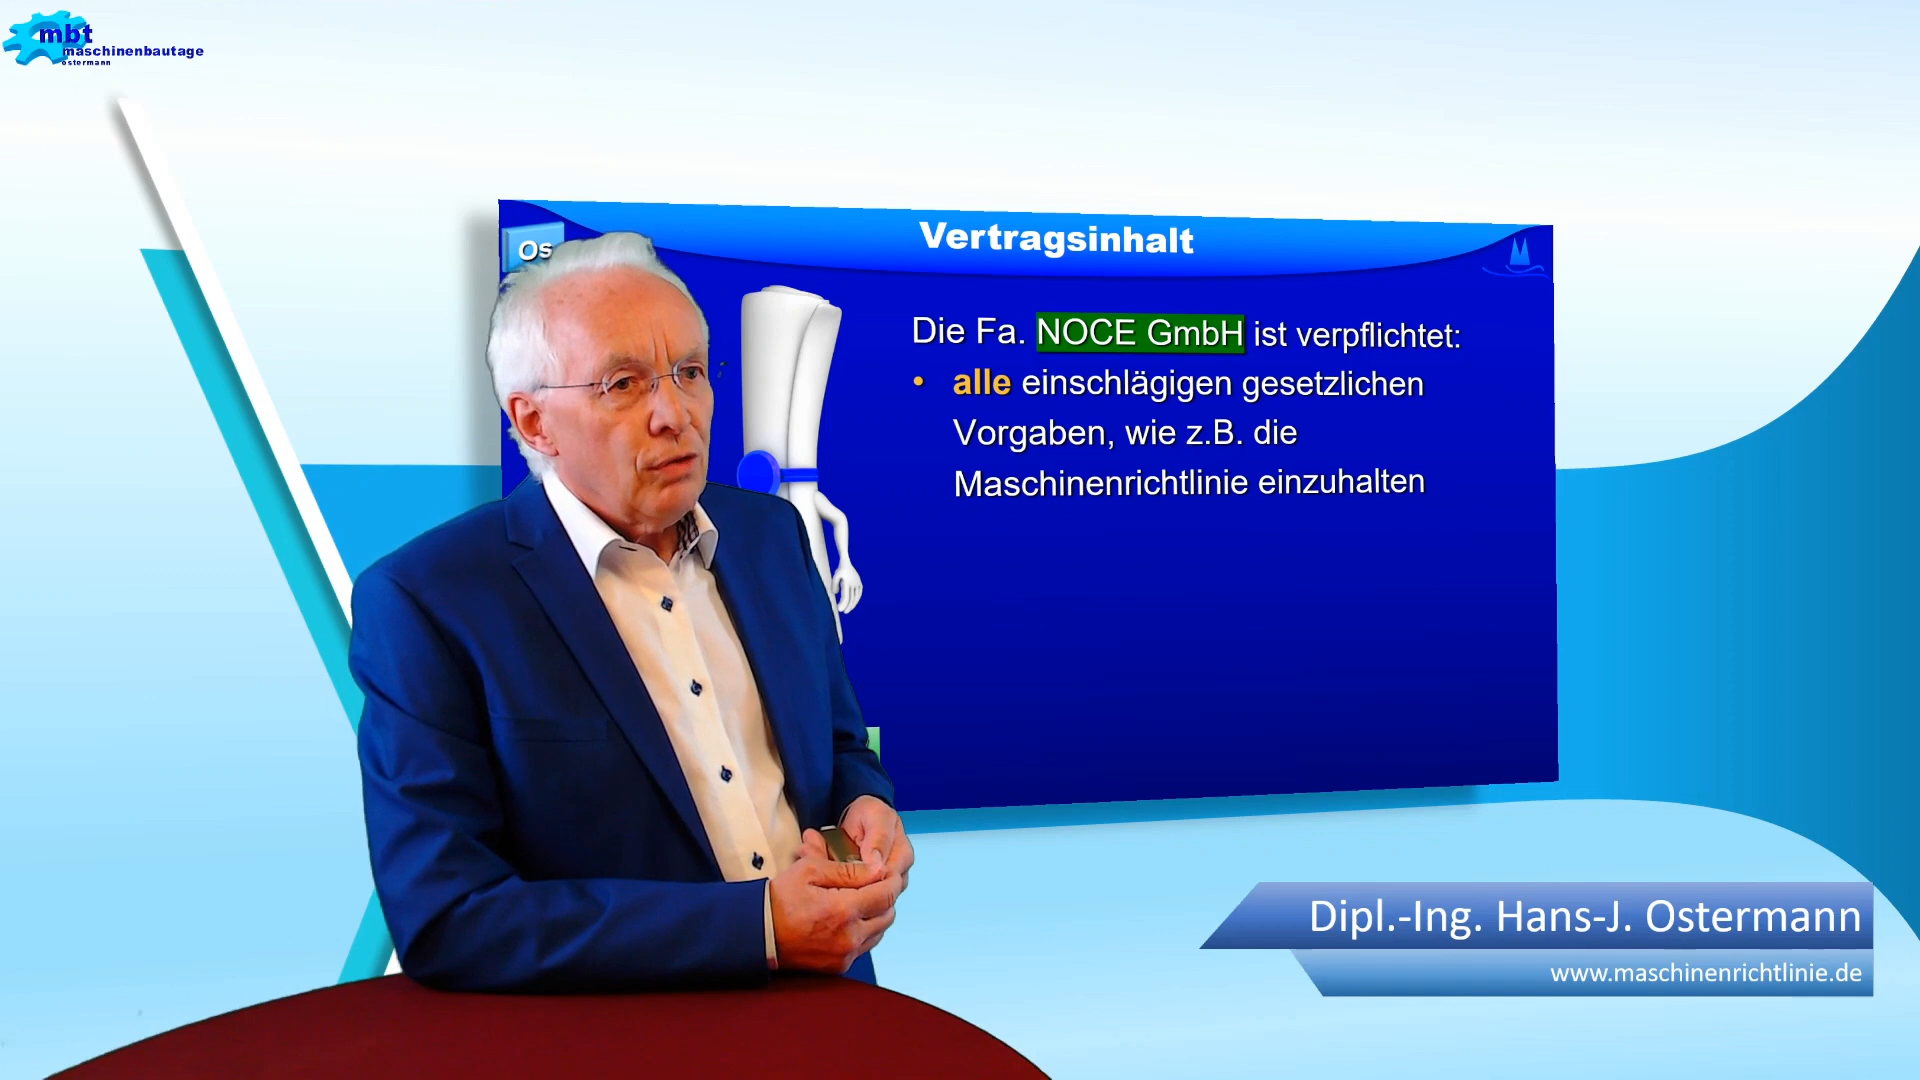 mbt
maschinenbautage
ostermann
Os
Vertragsinhalt
Die Fa. NOCE GmbH ist verpflichtet:
• alle einschlägigen gesetzlichen
Vorgaben, wie z.B. die
Maschinenrichtlinie einzuhalten
Dipl.-Ing. Hans-J. Ostermann
www.maschinenrichtlinie.de